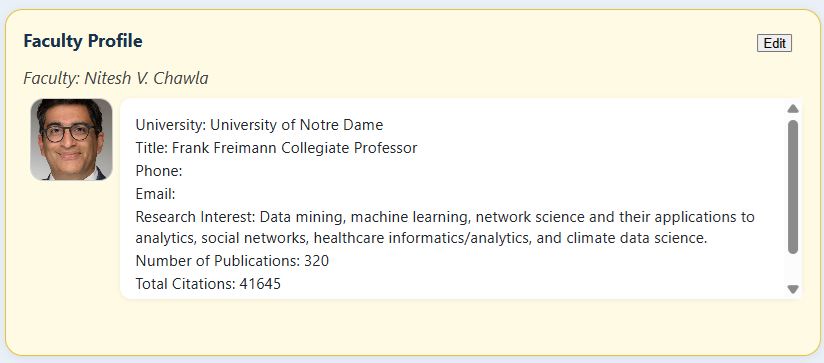 Faculty Profile
Edit
Faculty: Nitesh V. Chawla
University: University of Notre Dame
Title: Frank Freimann Collegiate Professor
Phone:
Email:
Research Interest: Data mining, machine learning, network science and their applications to
analytics, social networks, healthcare informatics/analytics, and climate data science.
Number of Publications: 320
Total Citations: 41645